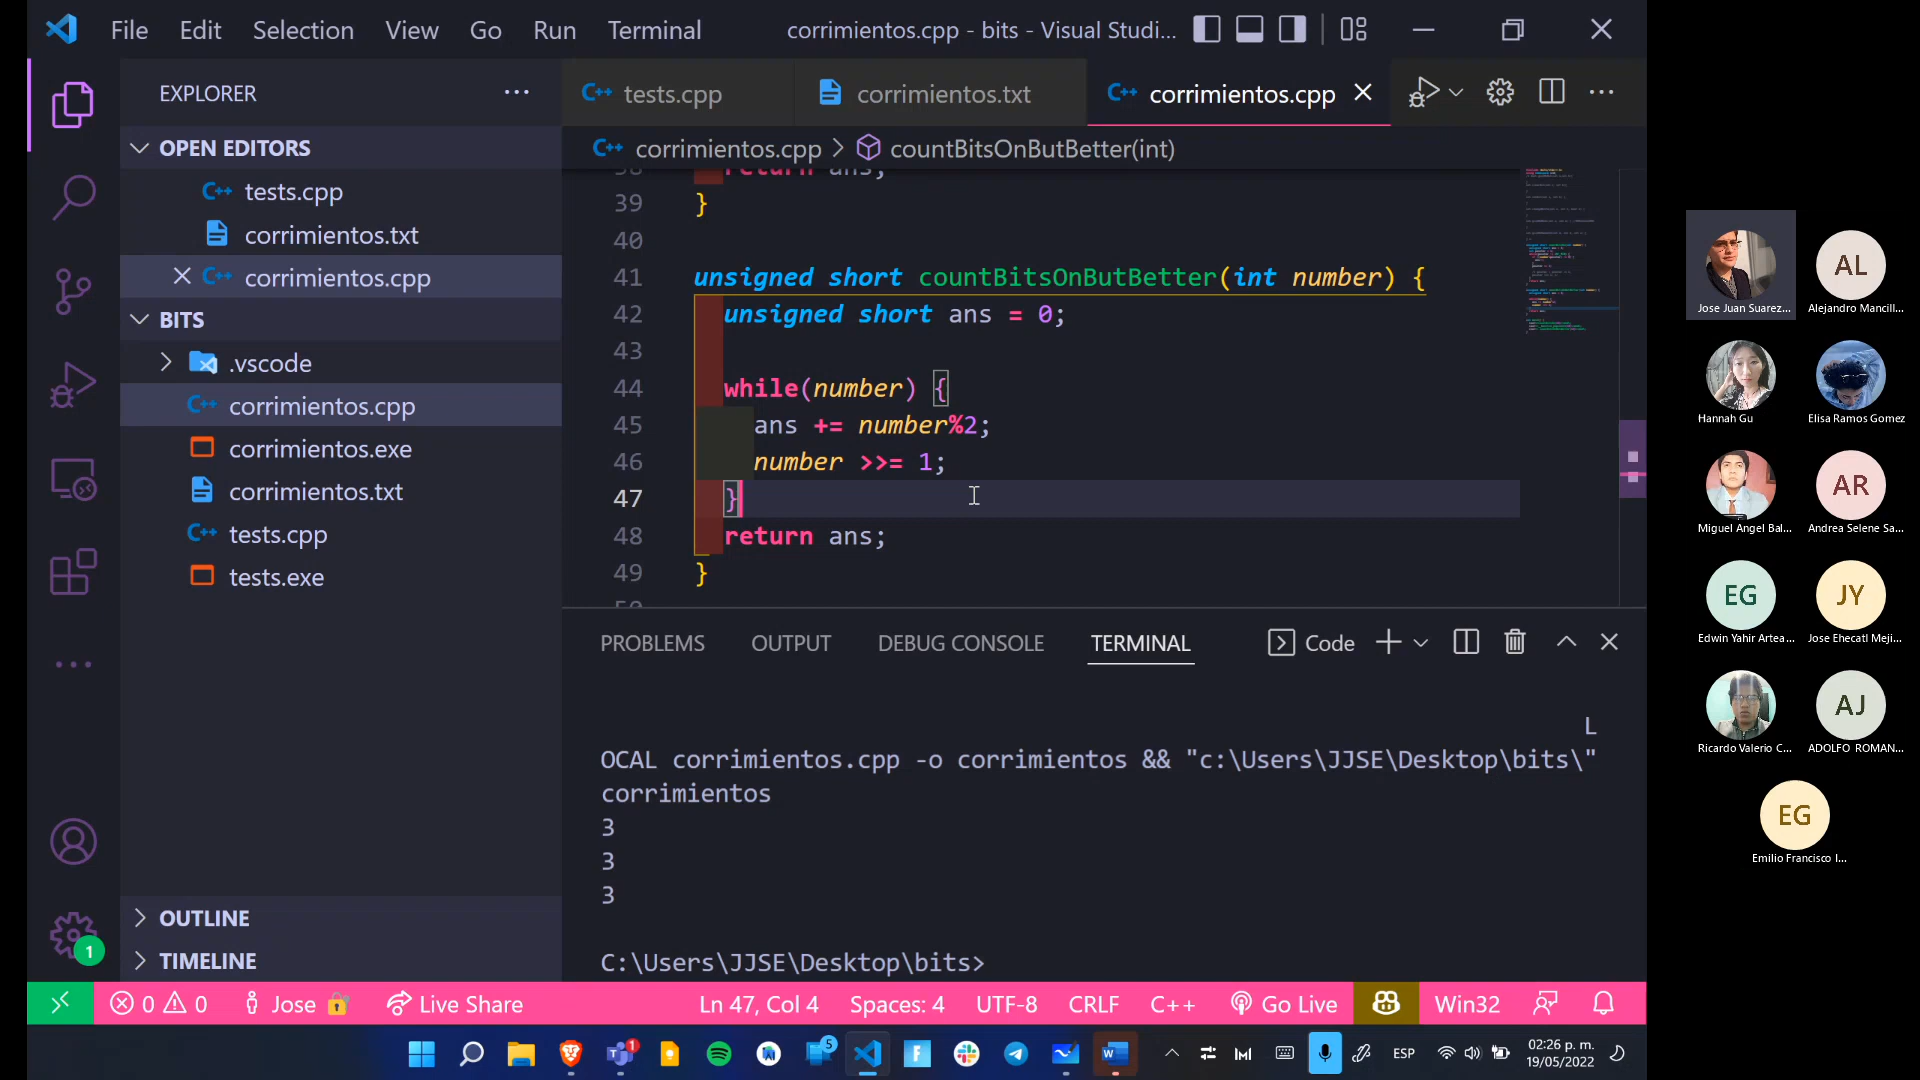 File Edit Selection View Go Run Terminal corrimientos.cpp - bits - Visual Studi...
EXPLORER
OPEN EDITORS
C++ tests.cpp
corrimientos.txt
C++ corrimientos.cpp
BITS
.vscode
C++ corrimientos.cpp
corrimientos.exe
corrimientos.txt
C++ tests.cpp
tests.exe
OUTLINE
TIMELINE
1
C++ tests.cpp corrimientos.txt C++ corrimientos.cpp
C++ corrimientos.cpp > countBitsOnButBetter(int)
38 return ans;
39 }
40
41 unsigned short countBitsOnButBetter(int number) {
42 unsigned short ans = 0;
43
44 while(number) {
45 ans += number%2;
46 number >>= 1;
47 }
48 return ans;
49 }
50
PROBLEMS OUTPUT DEBUG CONSOLE TERMINAL Code
L
OCAL corrimientos.cpp -o corrimientos && "c:\Users\JJSE\Desktop\bits\"
corrimientos
3
3
3
C:\Users\JJSE\Desktop\bits>
0 0 Jose Live Share Ln 47, Col 4 Spaces: 4 UTF-8 CRLF C++ Go Live Win32
1 5 ESP 02:26 p. m.
19/05/2022
Jose Juan Suarez...
AL
Alejandro Mancill...
Hannah Gu
Elisa Ramos Gomez
Miguel Angel Bal...
AR
Andrea Selene Sa...
EG
Edwin Yahir Artea...
JY
Jose Ehecatl Meji...
Ricardo Valerio C...
AJ
ADOLFO ROMAN...
EG
Emilio Francisco I...